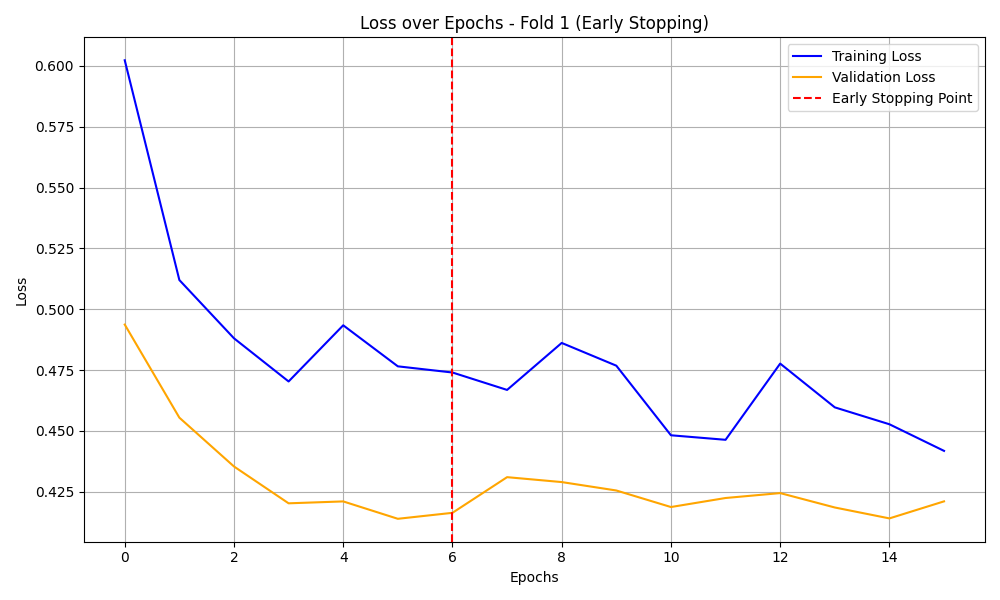 Loss over Epochs - Fold 1 (Early Stopping)
Training Loss
Validation Loss
Early Stopping Point
Loss
0.600
0.575
0.550
0.525
0.500
0.475
0.450
0.425
0 2 4 6 8 10 12 14
Epochs